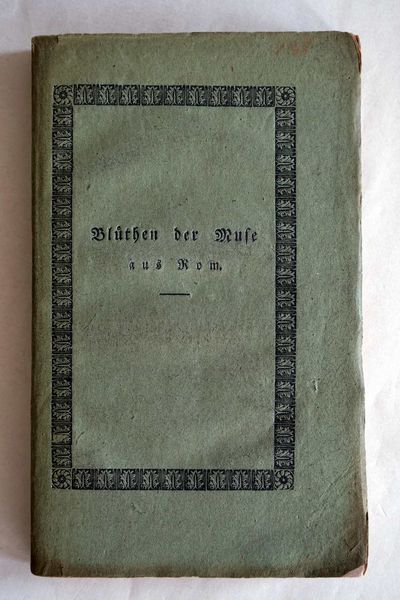 Blüthen der Muſe
aus Rom.